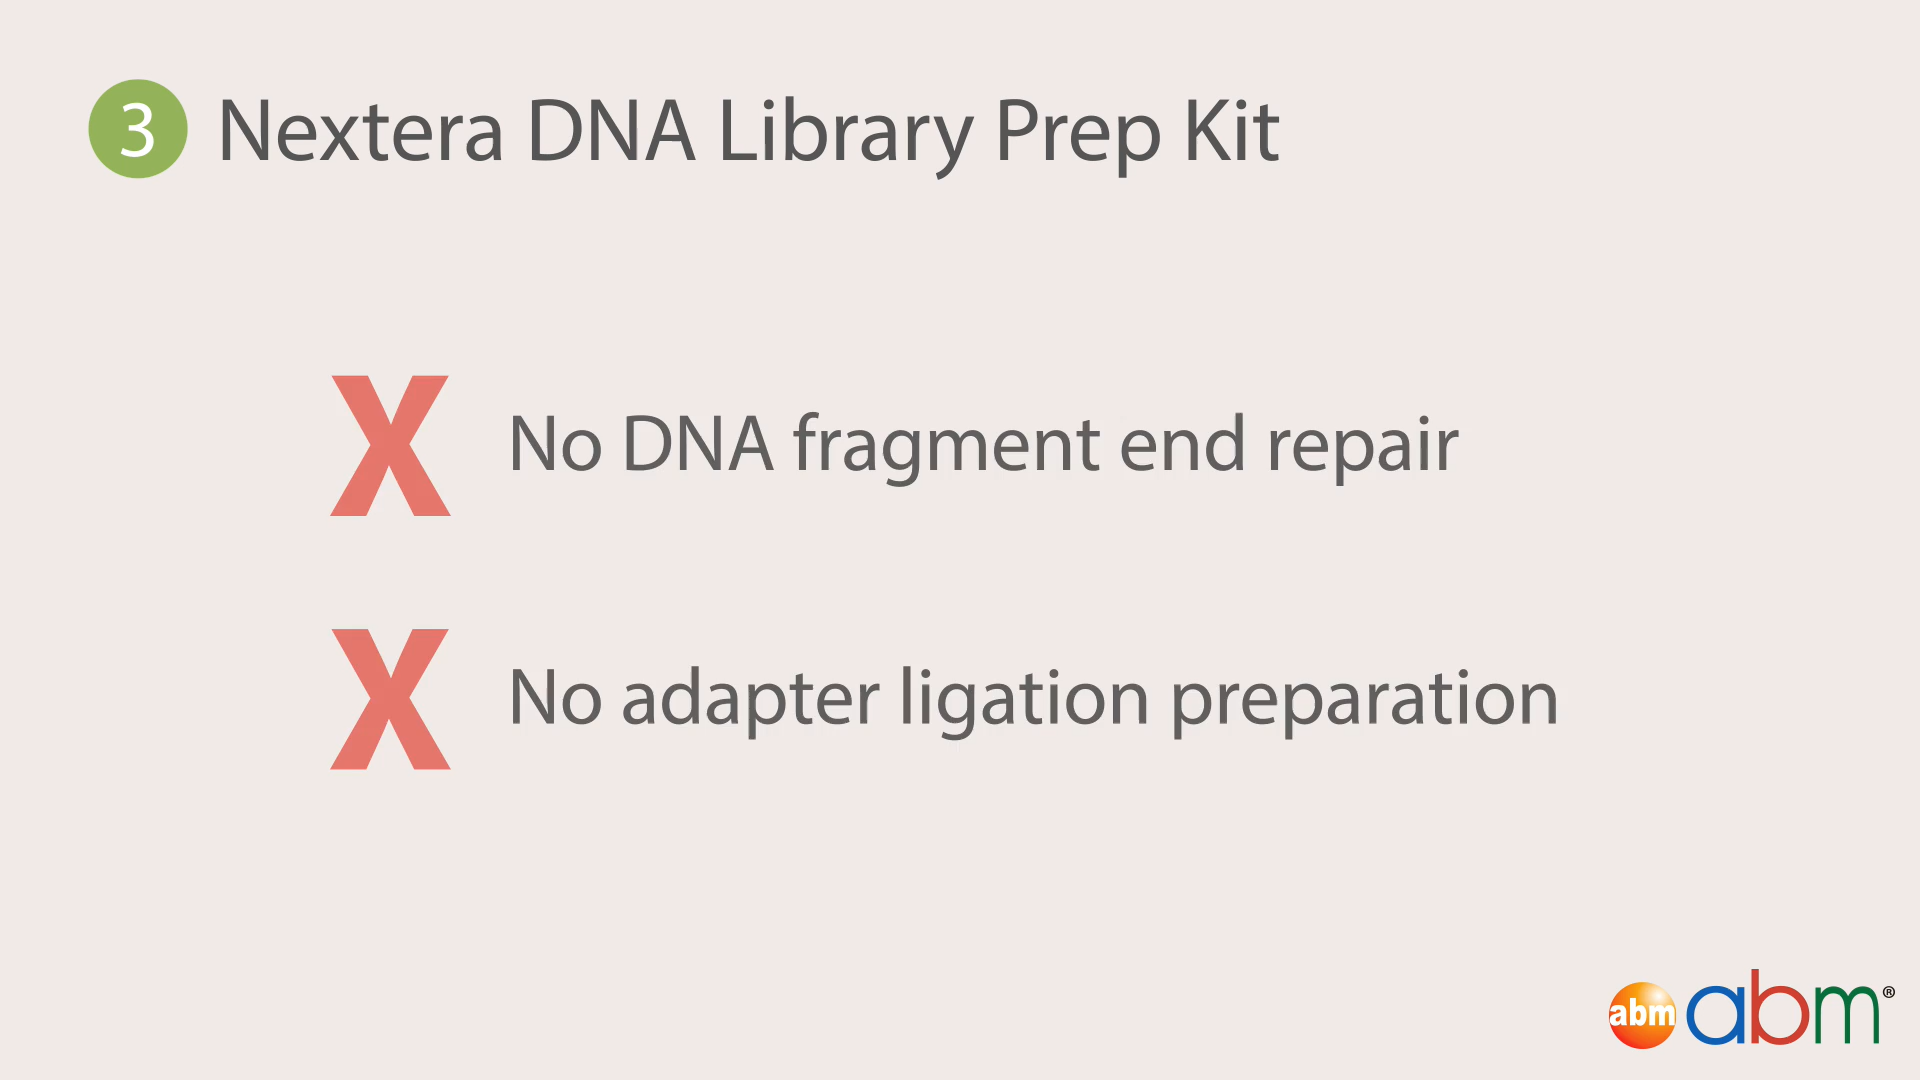 3 Nextera DNA Library Prep Kit
X No DNA fragment end repair
X No adapter ligation preparation
abm abm®